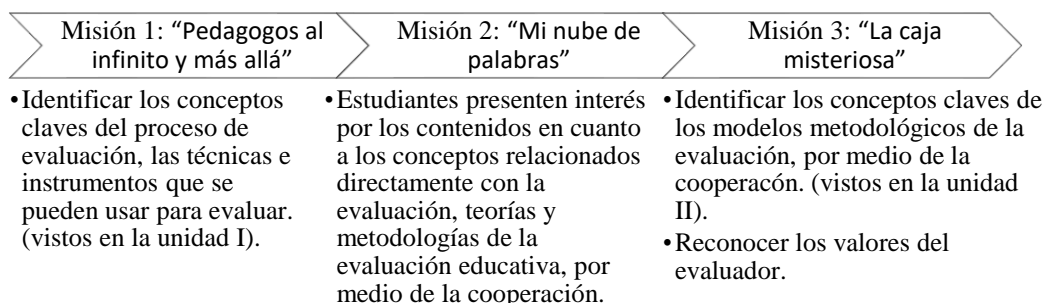 Misión 1: “Pedagogos al
infinito y más allá”
•Identificar los conceptos
claves del proceso de
evaluación, las técnicas e
instrumentos que se
pueden usar para evaluar.
(vistos en la unidad I).
Misión 2: “Mi nube de
palabras”
•Estudiantes presenten interés
por los contenidos en cuanto
a los conceptos relacionados
directamente con la
evaluación, teorías y
metodologías de la
evaluación educativa, por
medio de la cooperación.
Misión 3: “La caja
misteriosa”
•Identificar los conceptos claves de
los modelos metodológicos de la
evaluación, por medio de la
cooperacón. (vistos en la unidad
II).
•Reconocer los valores del
evaluador.